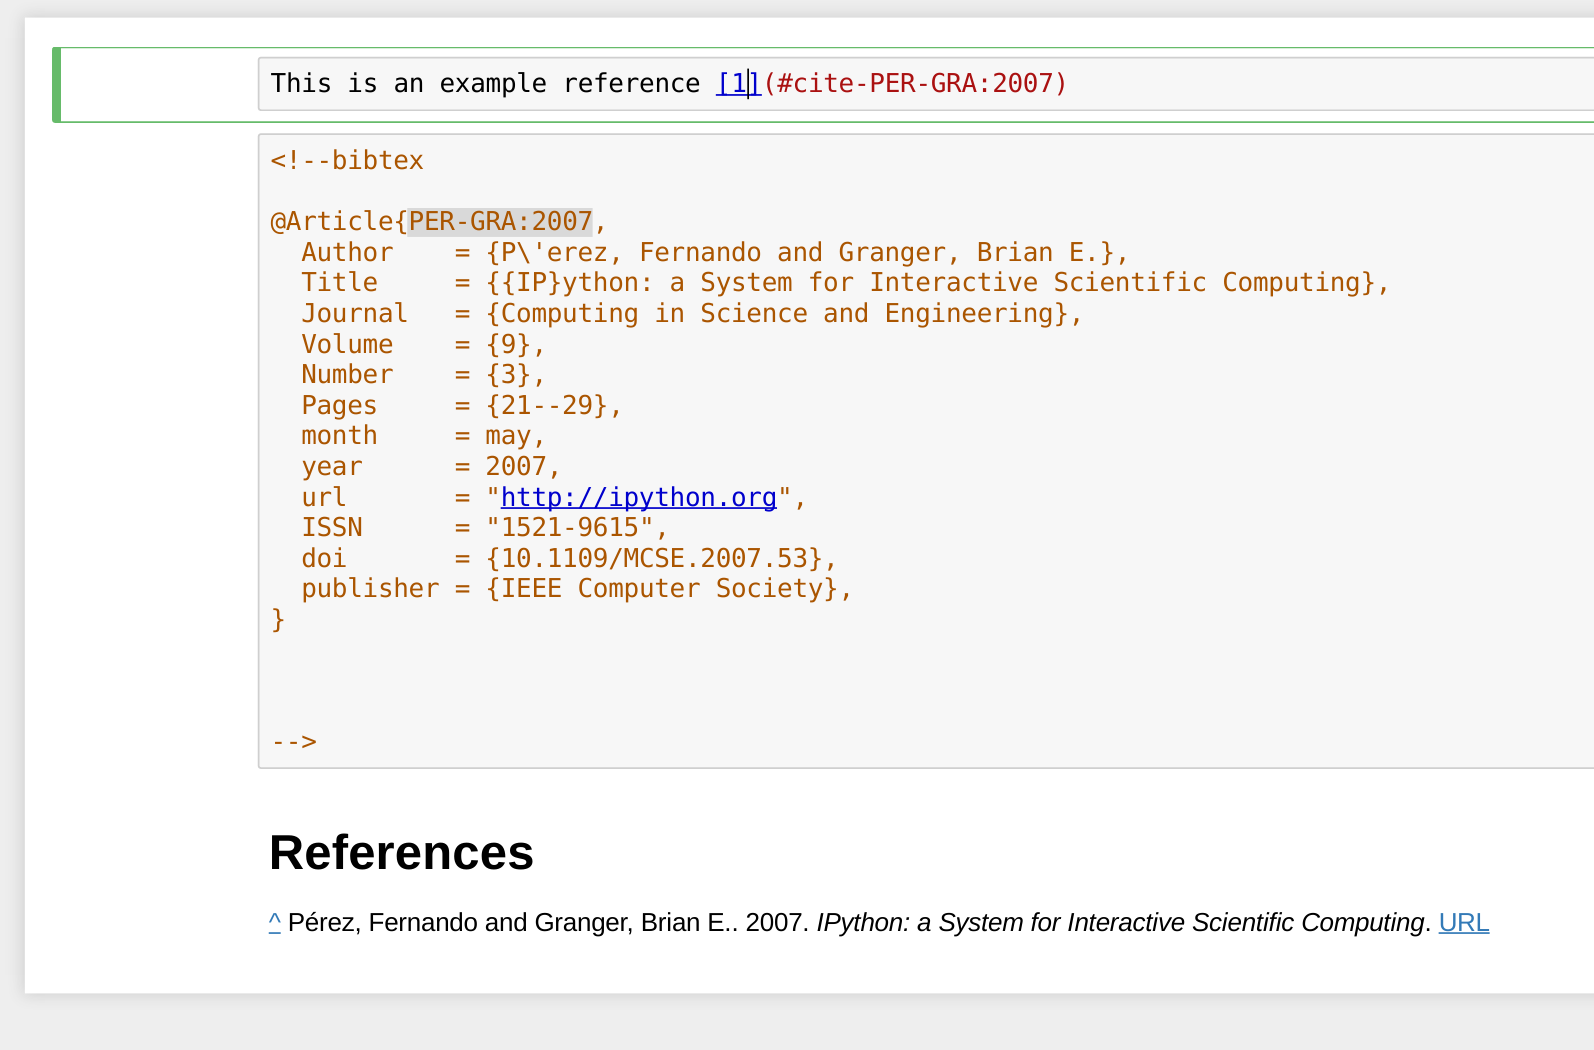 This is an example reference [1](#cite-PER-GRA:2007)
<!--bibtex
@Article{PER-GRA:2007,
  Author    = {P\'erez, Fernando and Granger, Brian E.},
  Title     = {{IP}ython: a System for Interactive Scientific Computing},
  Journal   = {Computing in Science and Engineering},
  Volume    = {9},
  Number    = {3},
  Pages     = {21--29},
  month     = may,
  year      = 2007,
  url       = "http://ipython.org",
  ISSN      = "1521-9615",
  doi       = {10.1109/MCSE.2007.53},
  publisher = {IEEE Computer Society},
}
-->
References
^ Pérez, Fernando and Granger, Brian E.. 2007. IPython: a System for Interactive Scientific Computing. URL